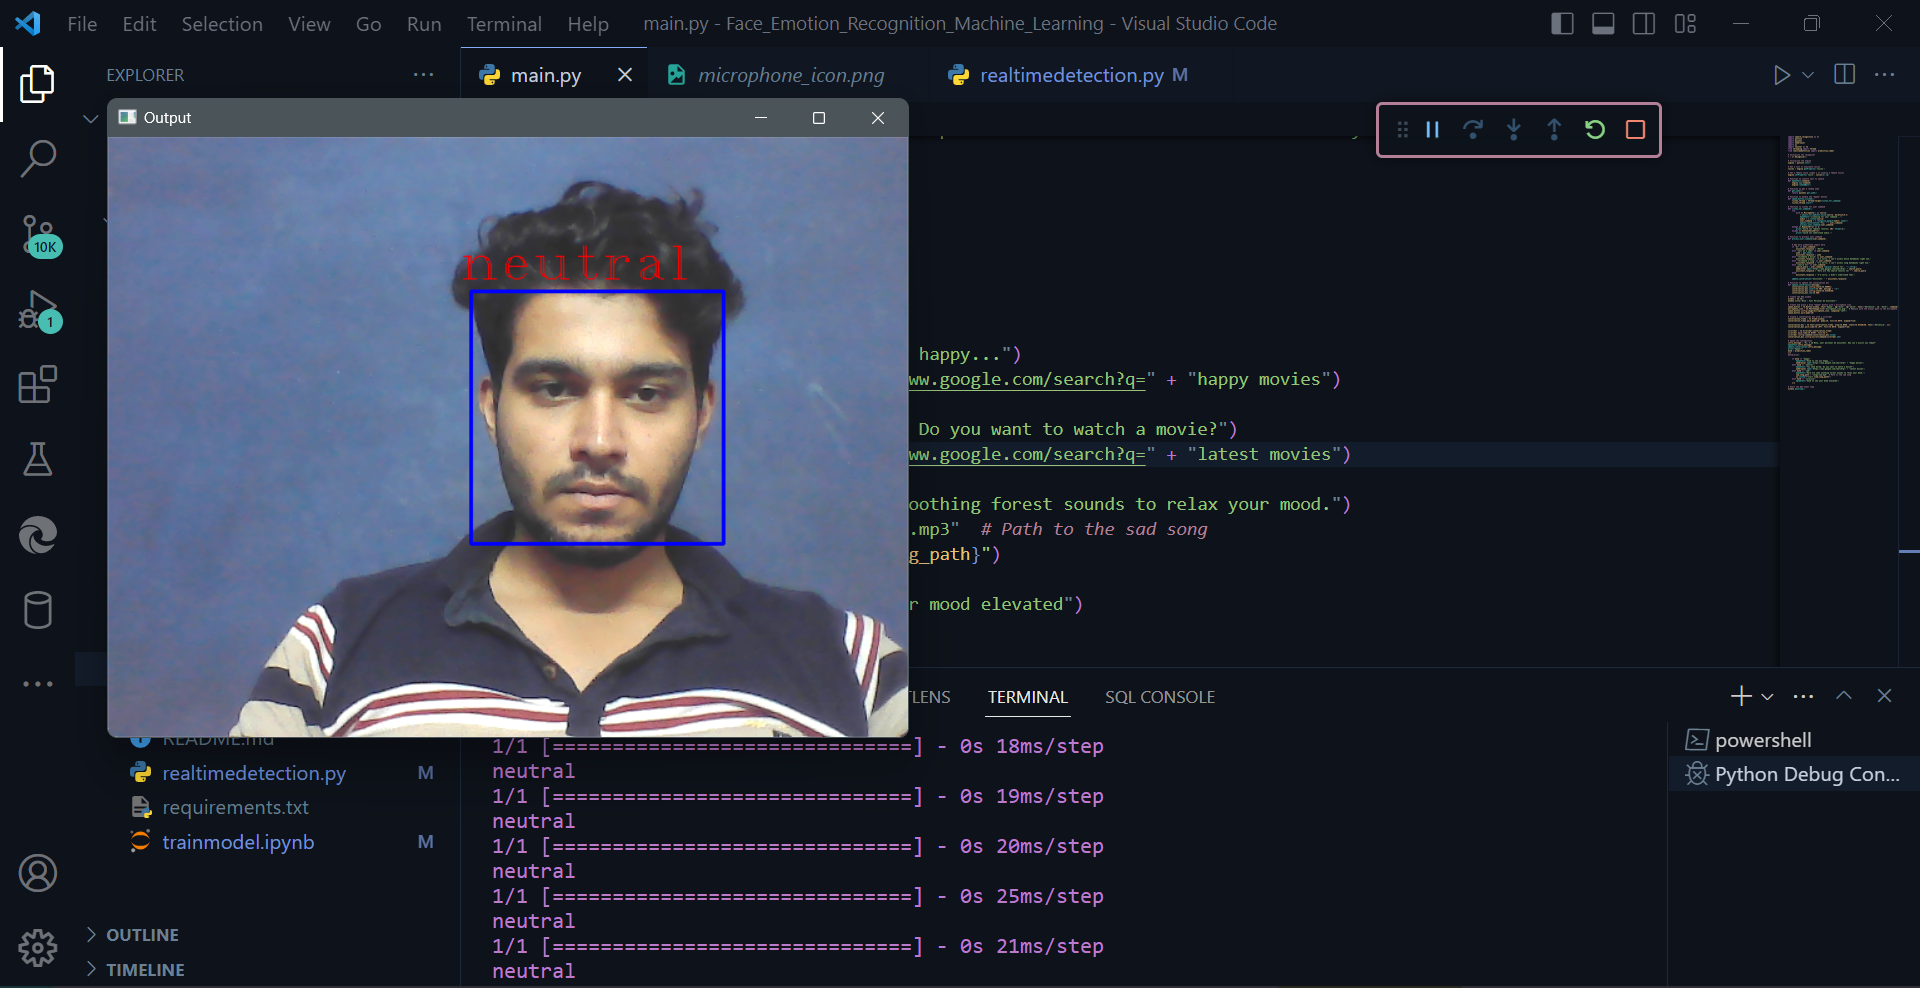 File Edit Selection View Go Run Terminal Help main.py - Face_Emotion_Recognition_Machine_Learning - Visual Studio Code
EXPLORER
main.py
microphone_icon.png
realtimedetection.py M
Output
neutral
happy...")
ww.google.com/search?q=" + "happy movies")
Do you want to watch a movie?")
ww.google.com/search?q=" + "latest movies")
oothing forest sounds to relax your mood.")
.mp3" # Path to the sad song
g_path}")
r mood elevated")
10K
1
README.md
realtimedetection.py M
requirements.txt
trainmodel.ipynb M
OUTLINE
TIMELINE
TLENS TERMINAL SQL CONSOLE
1/1 [==============================] - 0s 18ms/step
neutral
1/1 [==============================] - 0s 19ms/step
neutral
1/1 [==============================] - 0s 20ms/step
neutral
1/1 [==============================] - 0s 25ms/step
neutral
1/1 [==============================] - 0s 21ms/step
neutral
powershell
Python Debug Con...